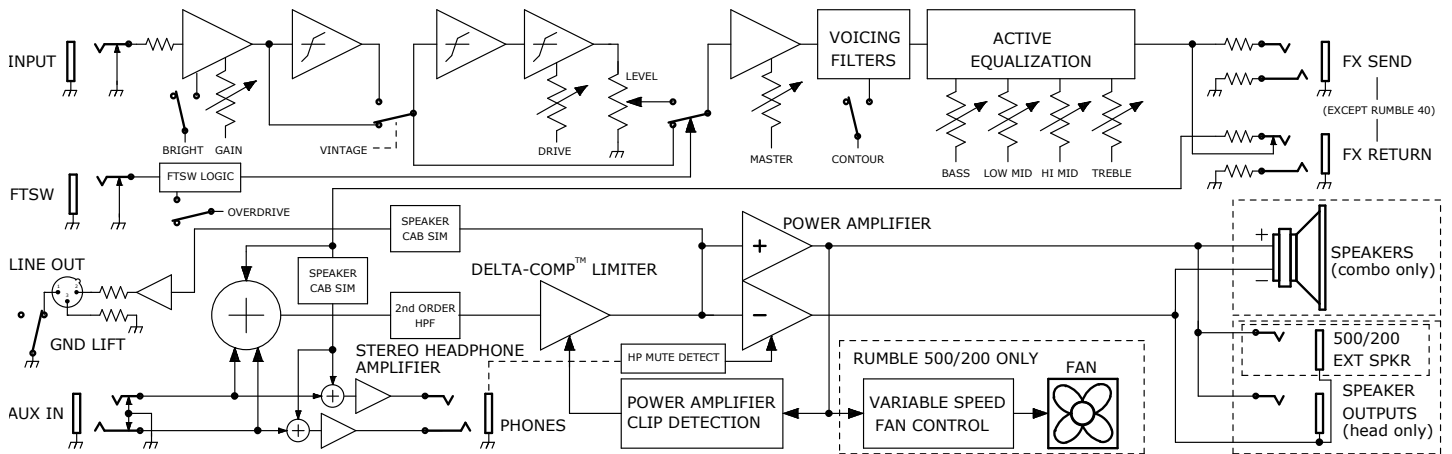 INPUT
BRIGHT
GAIN
VINTAGE
DRIVE
LEVEL
MASTER
VOICING
FILTERS
CONTOUR
ACTIVE
EQUALIZATION
BASS
LOW MID
HI MID
TREBLE
FX SEND
(EXCEPT RUMBLE 40)
FX RETURN
FTSW
FTSW LOGIC
OVERDRIVE
SPEAKER
CAB SIM
SPEAKER
CAB SIM
LINE OUT
1
2
3
GND LIFT
2nd ORDER
HPF
DELTA-COMP™ LIMITER
POWER AMPLIFIER
+
−
+
−
SPEAKERS
(combo only)
STEREO HEADPHONE
AMPLIFIER
HP MUTE DETECT
AUX IN
PHONES
POWER AMPLIFIER
CLIP DETECTION
RUMBLE 500/200 ONLY
VARIABLE SPEED
FAN CONTROL
FAN
500/200
EXT SPKR
SPEAKER
OUTPUTS
(head only)